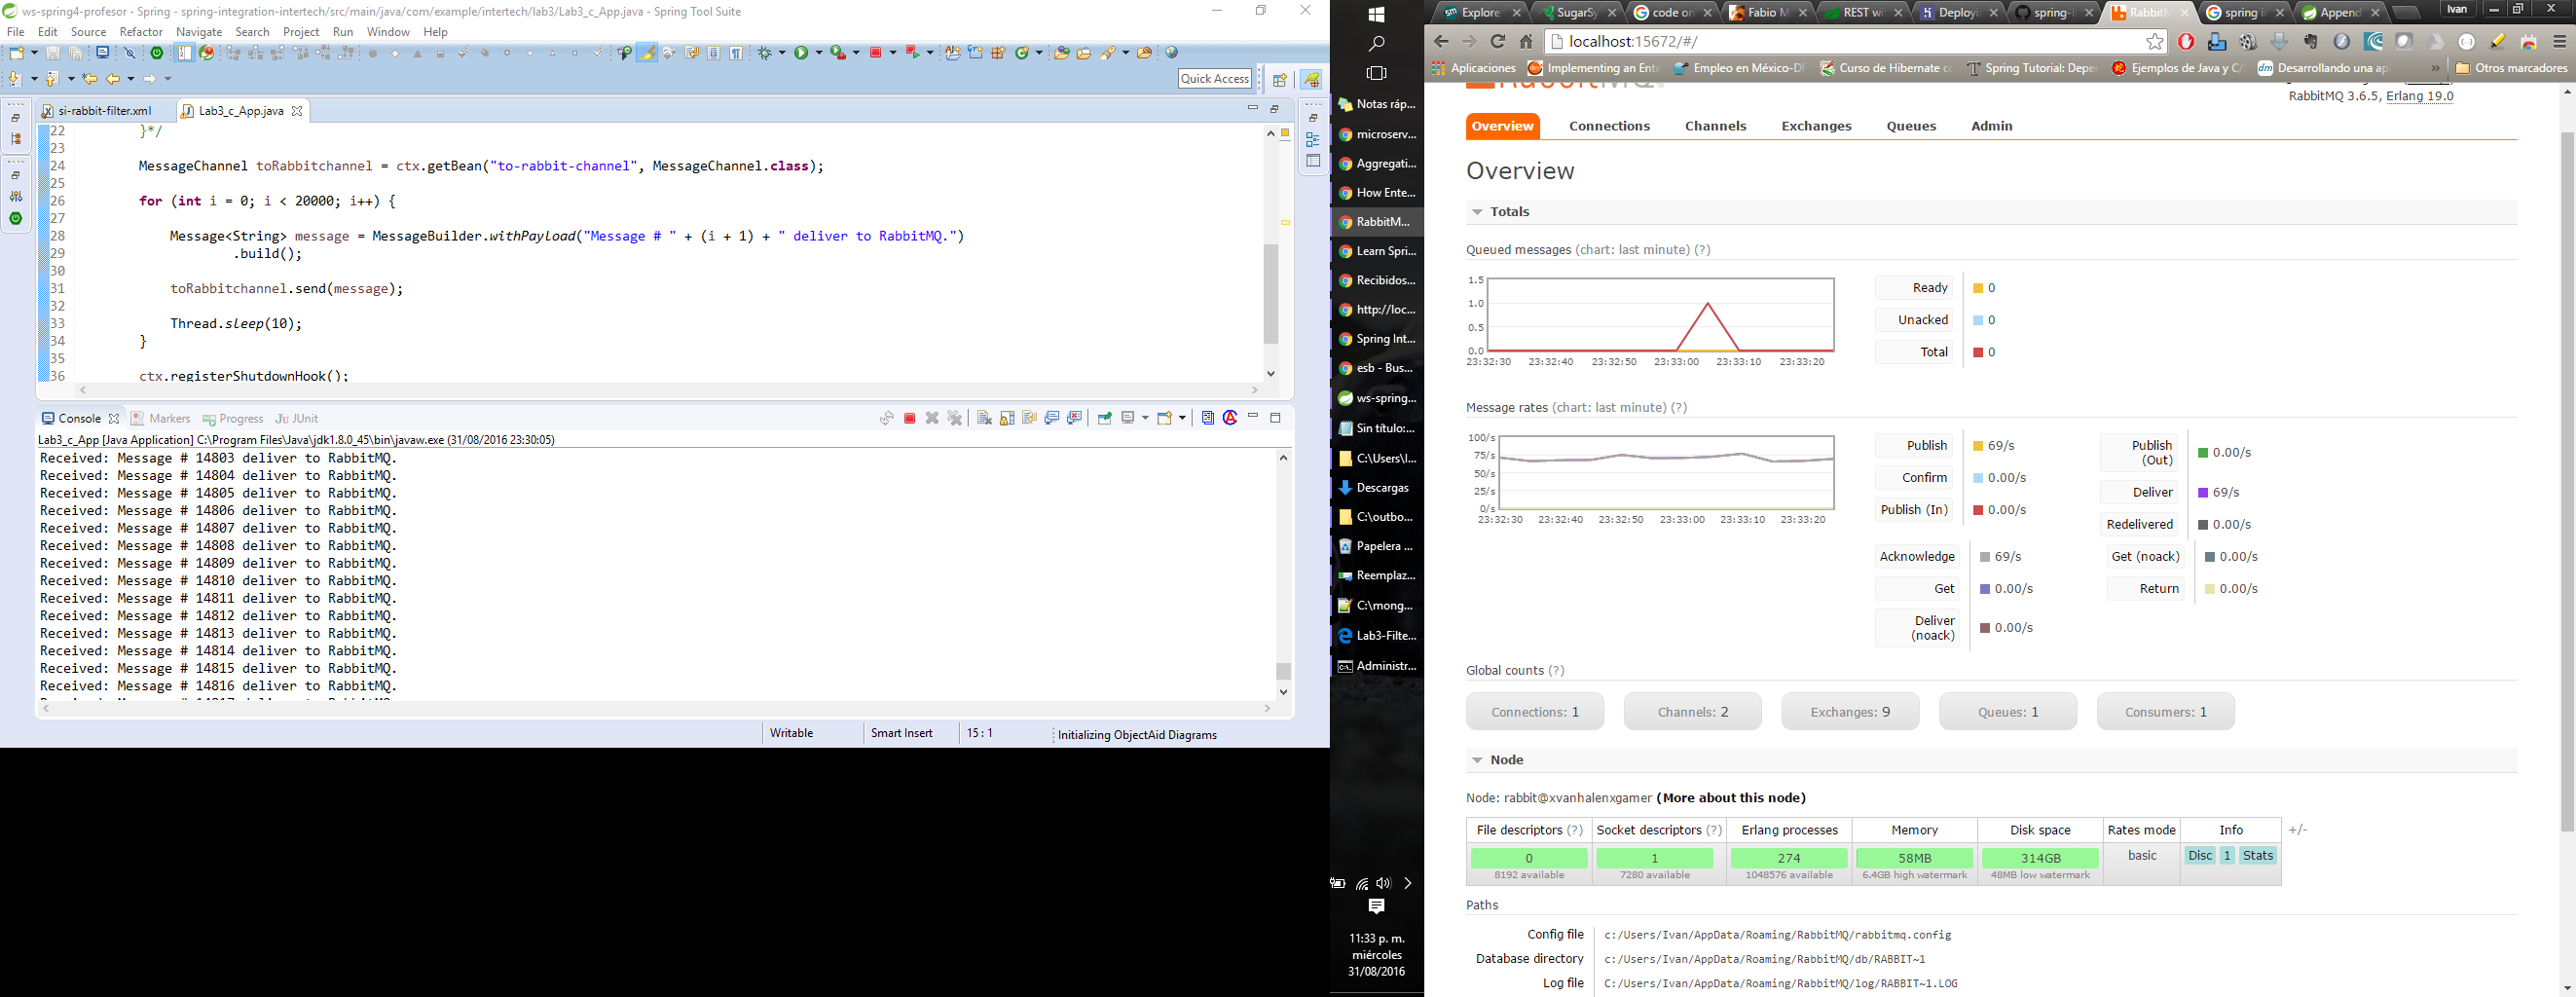 ws-spring4-profesor - Spring - spring-integration-intertech/src/main/java/com/example/intertech/lab3/Lab3_c_App.java - Spring Tool Suite
File Edit Source Refactor Navigate Search Project Run Window Help
Quick Access
si-rabbit-filter.xml Lab3_c_App.java
22 }*/
23
24 MessageChannel toRabbitchannel = ctx.getBean("to-rabbit-channel", MessageChannel.class);
25
26 for (int i = 0; i < 20000; i++) {
27
28 Message<String> message = MessageBuilder.withPayload("Message # " + (i + 1) + " deliver to RabbitMQ.")
29 .build();
30
31 toRabbitchannel.send(message);
32
33 Thread.sleep(10);
34 }
35
36 ctx.registerShutdownHook();
Console Markers Progress JUnit
Lab3_c_App [Java Application] C:\Program Files\Java\jdk1.8.0_45\bin\javaw.exe (31/08/2016 23:30:05)
Received: Message # 14803 deliver to RabbitMQ.
Received: Message # 14804 deliver to RabbitMQ.
Received: Message # 14805 deliver to RabbitMQ.
Received: Message # 14806 deliver to RabbitMQ.
Received: Message # 14807 deliver to RabbitMQ.
Received: Message # 14808 deliver to RabbitMQ.
Received: Message # 14809 deliver to RabbitMQ.
Received: Message # 14810 deliver to RabbitMQ.
Received: Message # 14811 deliver to RabbitMQ.
Received: Message # 14812 deliver to RabbitMQ.
Received: Message # 14813 deliver to RabbitMQ.
Received: Message # 14814 deliver to RabbitMQ.
Received: Message # 14815 deliver to RabbitMQ.
Received: Message # 14816 deliver to RabbitMQ.
Writable Smart Insert 15 : 1 Initializing ObjectAid Diagrams
Notas ráp...
microserv...
Aggregati...
How Ente...
RabbitM...
Learn Spri...
Recibidos...
http://loc...
Spring Int...
esb - Bus...
ws-spring...
Sin título:...
C:\Users\I...
Descargas
C:\outbo...
Papelera ...
Reemplaz...
C:\mong...
Lab3-Filte...
Administr...
11:33 p. m.
miércoles
31/08/2016
Explore SugarSy code on Fabio M REST wi Deployi spring-i RabbitM spring in Append Ivan
localhost:15672/#/
Aplicaciones Implementing an Ente Empleo en México-DF Curso de Hibernate co Spring Tutorial: Deper Ejemplos de Java y C/ Desarrollando una apl » Otros marcadores
RabbitMQ 3.6.5, Erlang 19.0
Overview Connections Channels Exchanges Queues Admin
Overview
Totals
Queued messages (chart: last minute) (?)
1.5
1.0
0.5
0.0
23:32:30 23:32:40 23:32:50 23:33:00 23:33:10 23:33:20
Ready 0
Unacked 0
Total 0
Message rates (chart: last minute) (?)
100/s
75/s
50/s
25/s
0/s
23:32:30 23:32:40 23:32:50 23:33:00 23:33:10 23:33:20
Publish 69/s
Confirm 0.00/s
Publish (In) 0.00/s
Publish (Out) 0.00/s
Deliver 69/s
Redelivered 0.00/s
Acknowledge 69/s
Get 0.00/s
Deliver (noack) 0.00/s
Get (noack) 0.00/s
Return 0.00/s
Global counts (?)
Connections: 1 Channels: 2 Exchanges: 9 Queues: 1 Consumers: 1
Node
Node: rabbit@xvanhalenxgamer (More about this node)
File descriptors (?) Socket descriptors (?) Erlang processes Memory Disk space Rates mode Info +/-
0 1 274 58MB 314GB basic Disc 1 Stats
8192 available 7280 available 1048576 available 6.4GB high watermark 48MB low watermark
Paths
Config file c:/Users/Ivan/AppData/Roaming/RabbitMQ/rabbitmq.config
Database directory c:/Users/Ivan/AppData/Roaming/RabbitMQ/db/RABBIT~1
Log file C:/Users/Ivan/AppData/Roaming/RabbitMQ/log/RABBIT~1.LOG